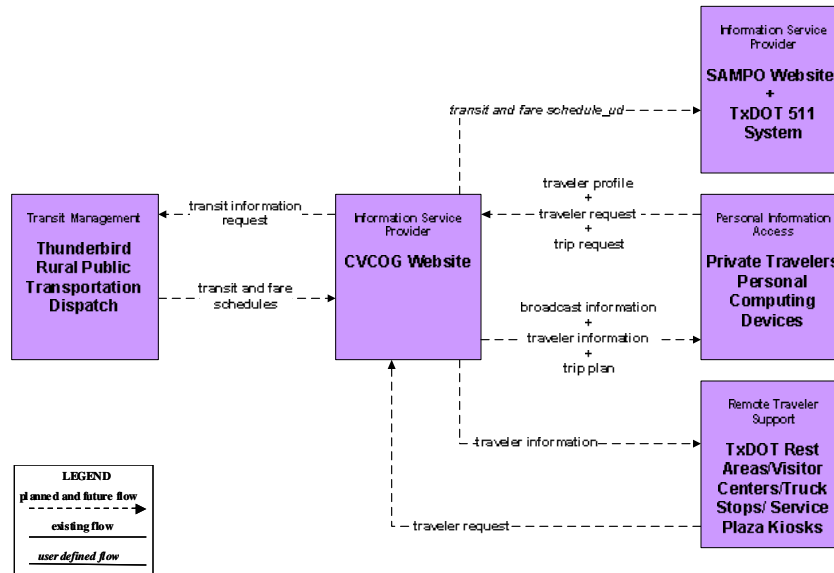 Information Service
Provider
SAMPO Website
+
TxDOT 511
System
transit and fare schedule_ud
Transit Management
Thunderbird
Rural Public
Transportation
Dispatch
transit information
request
transit and fare
schedules
Information Service
Provider
CVCOG Website
traveler profile
+
traveler request
+
trip request
broadcast information
+
traveler information
+
trip plan
Personal Information
Access
Private Travelers
Personal
Computing
Devices
traveler information
traveler request
Remote Traveler
Support
TxDOT Rest
Areas/Visitor
Centers/Truck
Stops/ Service
Plaza Kiosks
LEGEND
planned and future flow
existing flow
user defined flow